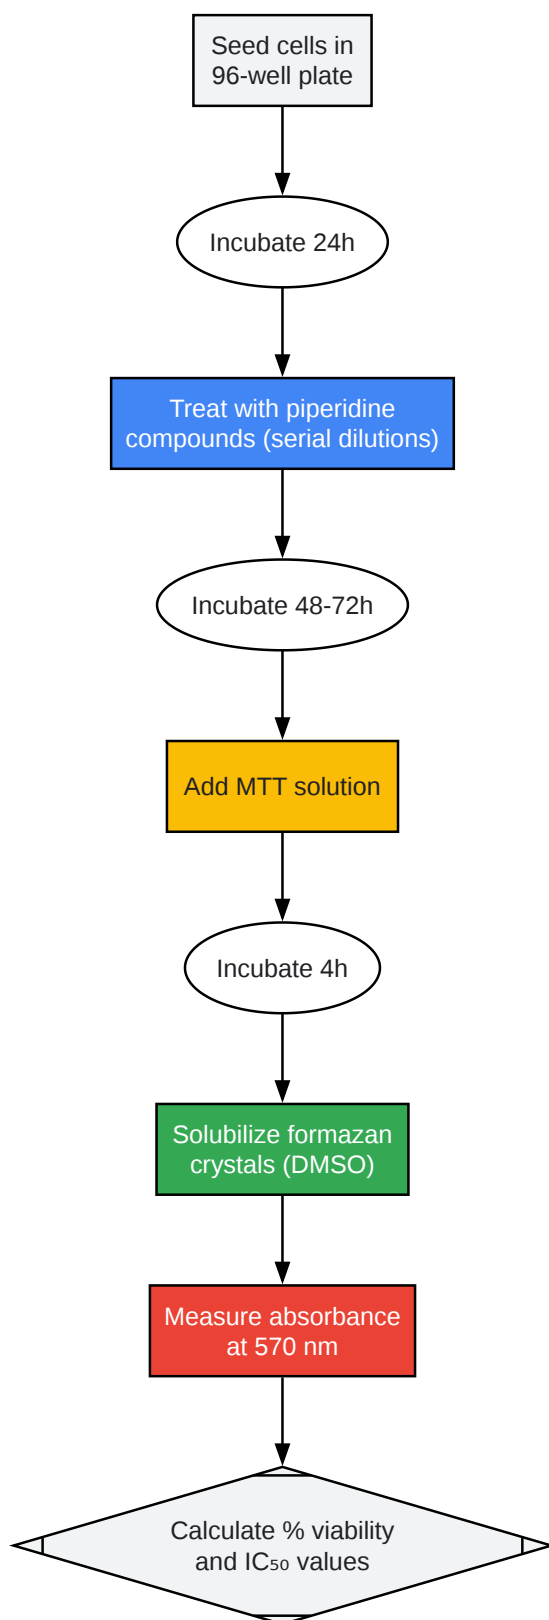 Seed cells in
96-well plate
Incubate 24h
Treat with piperidine
compounds (serial dilutions)
Incubate 48-72h
Add MTT solution
Incubate 4h
Solubilize formazan
crystals (DMSO)
Measure absorbance
at 570 nm
Calculate % viability
and IC₅₀ values